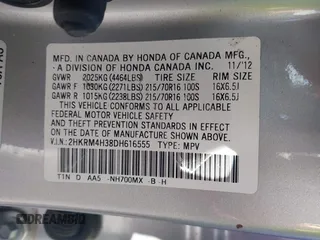 MFD. IN CANADA BY HONDA OF CANADA MFG.,
- A DIVISION OF HONDA CANADA INC. 11/'12
GVWR 2025KG(4464LBS) TIRE SIZE RIM SIZE
GAWR F 1030KG(2271LBS) 215/70R16 100S 16X6.5J
GAWR R 1015KG(2238LBS) 215/70R16 100S 16X6.5J
THIS VEHICLE CONFORMS TO ALL APPLICABLE
FEDERAL MOTOR VEHICLE SAFETY
AND THEFT PREVENTION STANDARDS IN EFFECT
ON THE DATE OF MANUFACTURE SHOWN ABOVE.
V.I.N.: 2HKRM4H38DH616555 TYPE: MPV
T1N D AA5 -NH700MX -B-H
DREAMBID